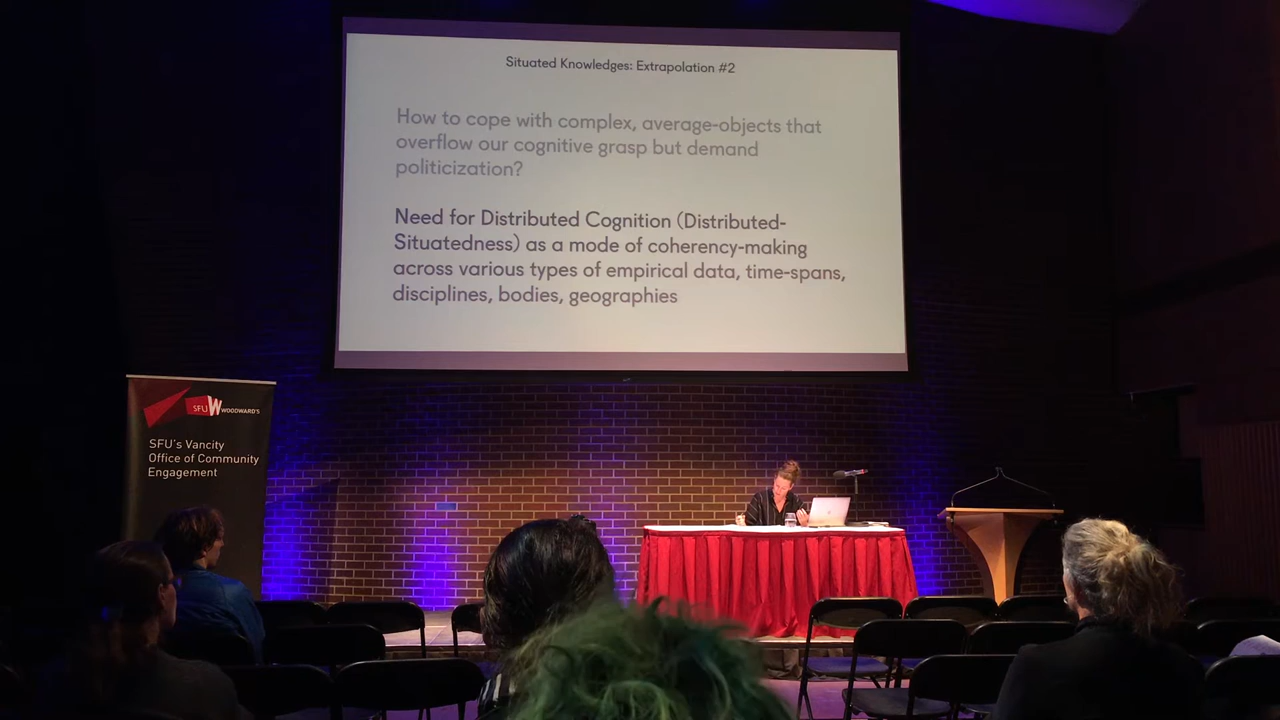 Situated Knowledges: Extrapolation #2
How to cope with complex, average-objects that
overflow our cognitive grasp but demand
politicization?
Need for Distributed Cognition (Distributed-
Situatedness) as a mode of coherency-making
across various types of empirical data, time-spans,
disciplines, bodies, geographies
SFU W WOODWARD'S
SFU's Vancity
Office of Community
Engagement